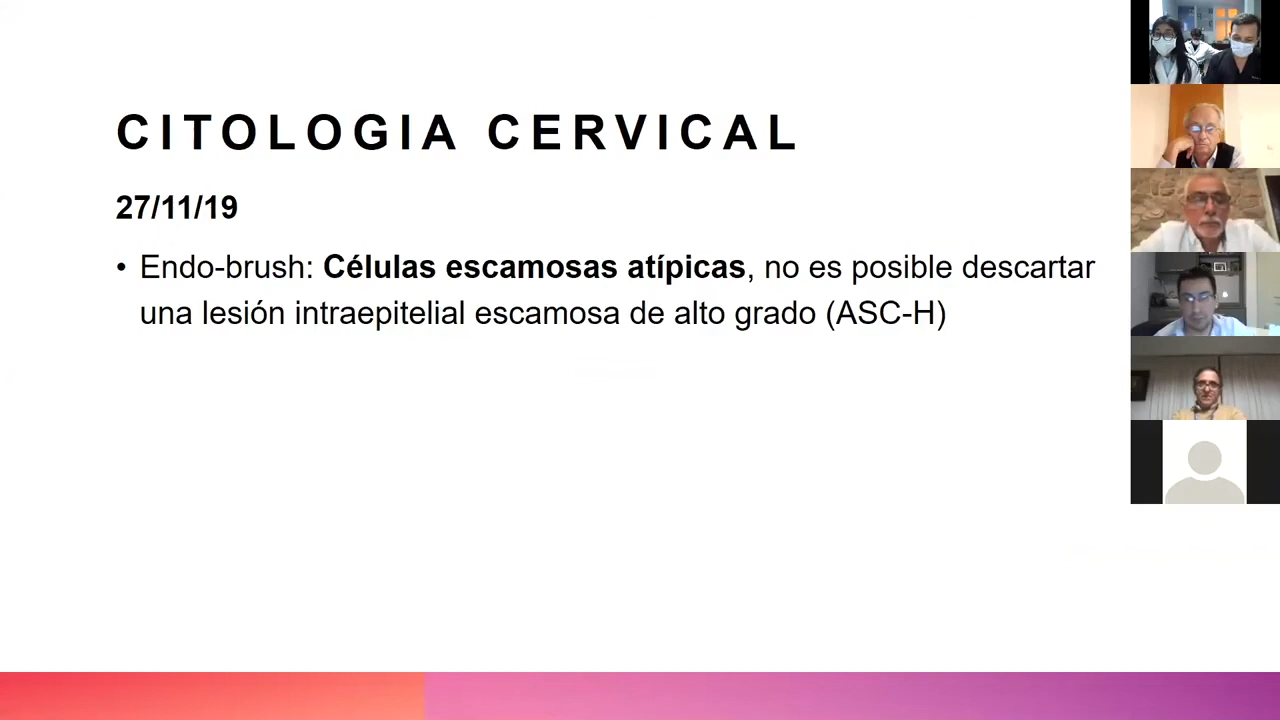 CITOLOGIA CERVICAL
27/11/19
• Endo-brush: Células escamosas atípicas, no es posible descartar
una lesión intraepitelial escamosa de alto grado (ASC-H)